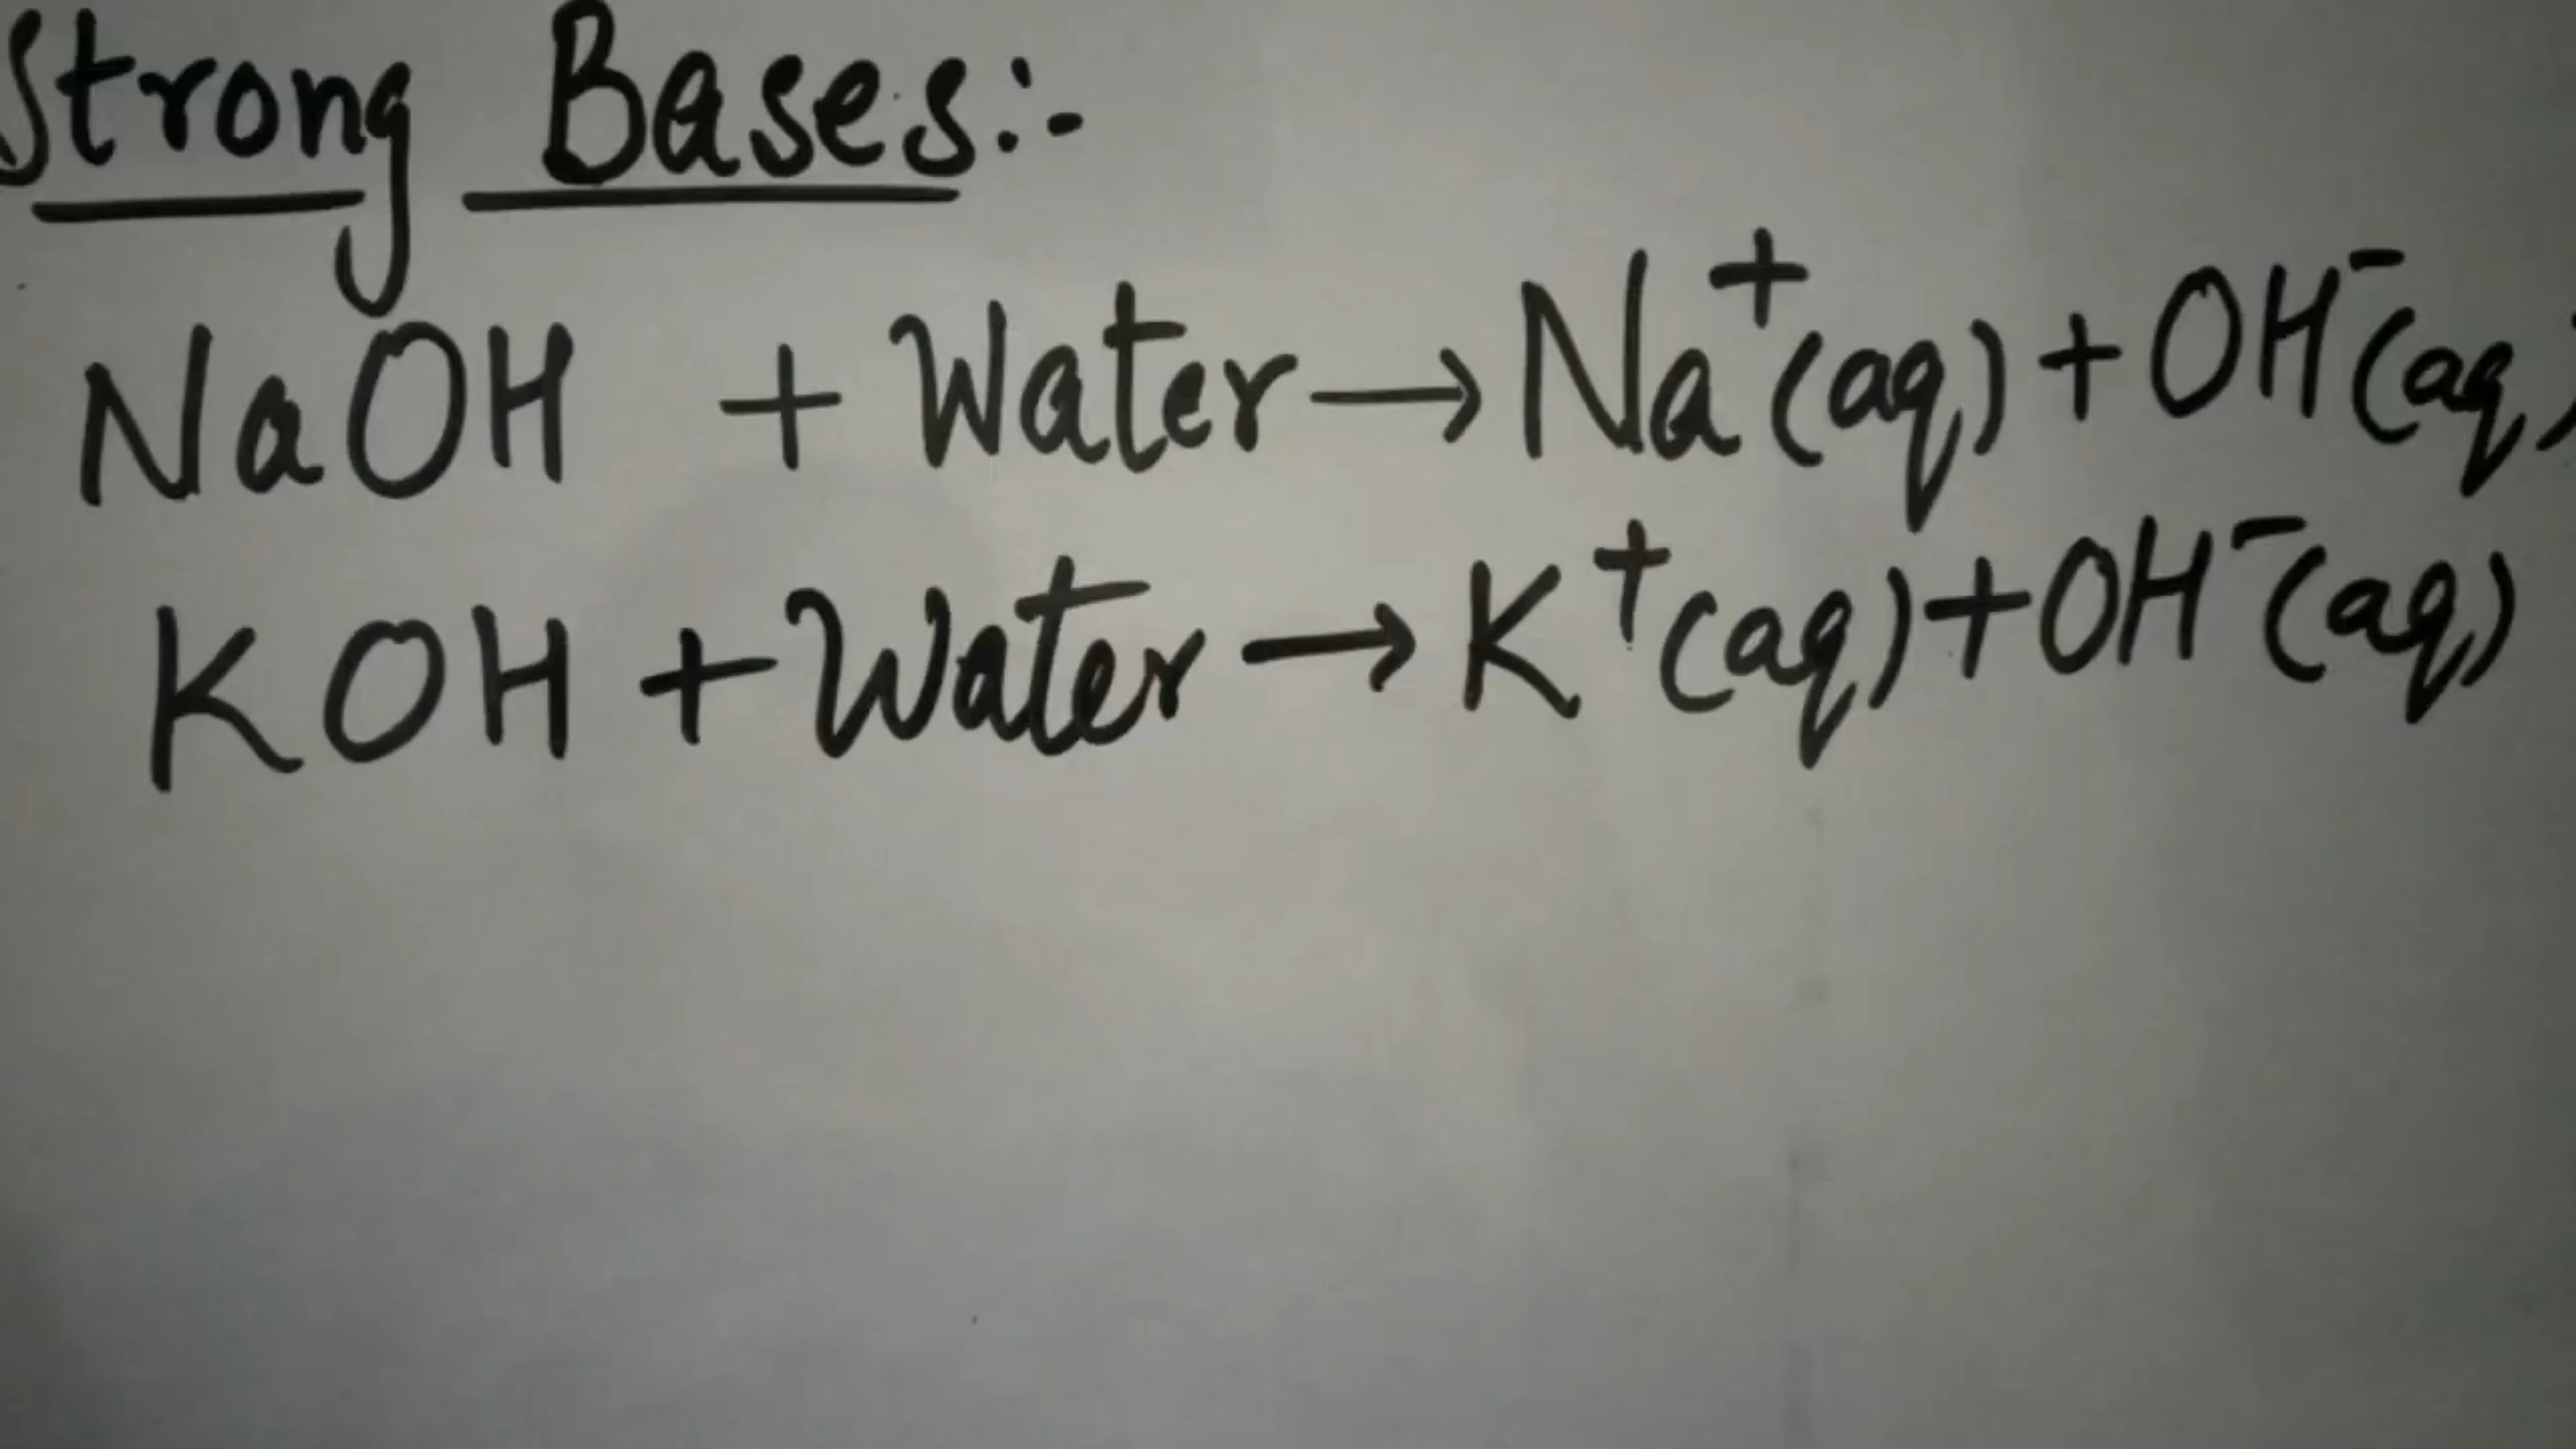 Strong Bases:-
NaOH + Water → Na⁺(aq) + OH⁻(aq)
KOH + Water → K⁺(aq) + OH⁻(aq)